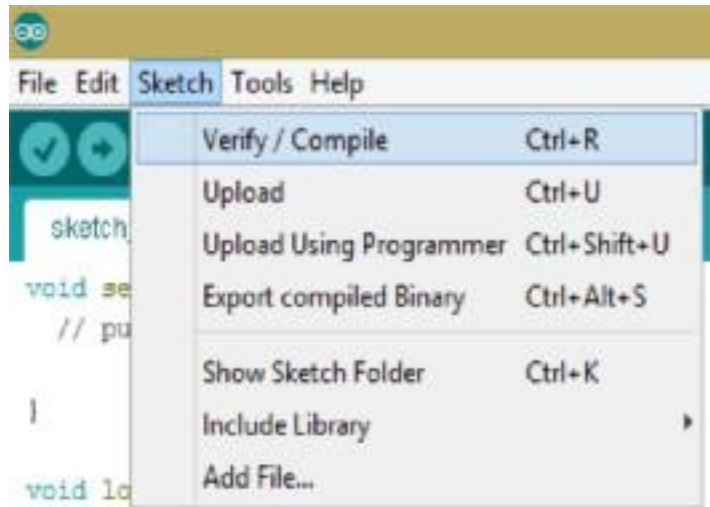 File Edit Sketch Tools Help
Verify / Compile Ctrl+R
Upload Ctrl+U
sketch
Upload Using Programmer Ctrl+Shift+U
void se
Export compiled Binary Ctrl+Alt+S
// pu
Show Sketch Folder Ctrl+K
}
Include Library
Add File...
void lo